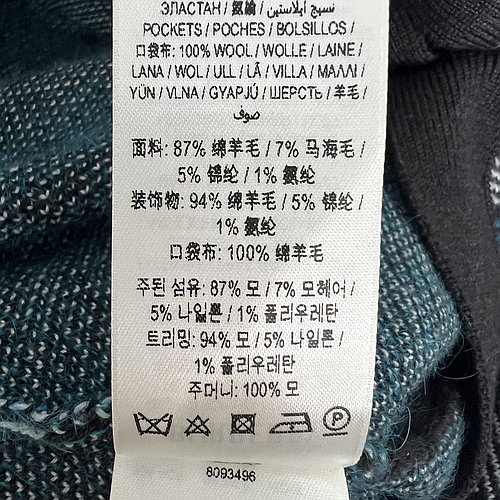 ЭЛАСТАН / 氨綸 / نسيج إيلاستين
POCKETS / POCHES / BOLSILLOS /
口袋布: 100% WOOL / WOLLE / LAINE /
LANA / WOL / ULL / LÃ / VILLA / ΜΑΛΛΙ /
YÜN / VLNA / GYAPJÚ / ШЕРСТЬ / 羊毛 /
صوف
面料: 87% 绵羊毛 / 7% 马海毛 /
5% 锦纶 / 1% 氨纶
装饰物: 94% 绵羊毛 / 5% 锦纶 /
1% 氨纶
口袋布: 100% 绵羊毛
주된 섬유: 87% 모 / 7% 모헤어 /
5% 나일론 / 1% 폴리우레탄
트리밍: 94% 모 / 5% 나일론 /
1% 폴리우레탄
주머니: 100% 모
P
8093496